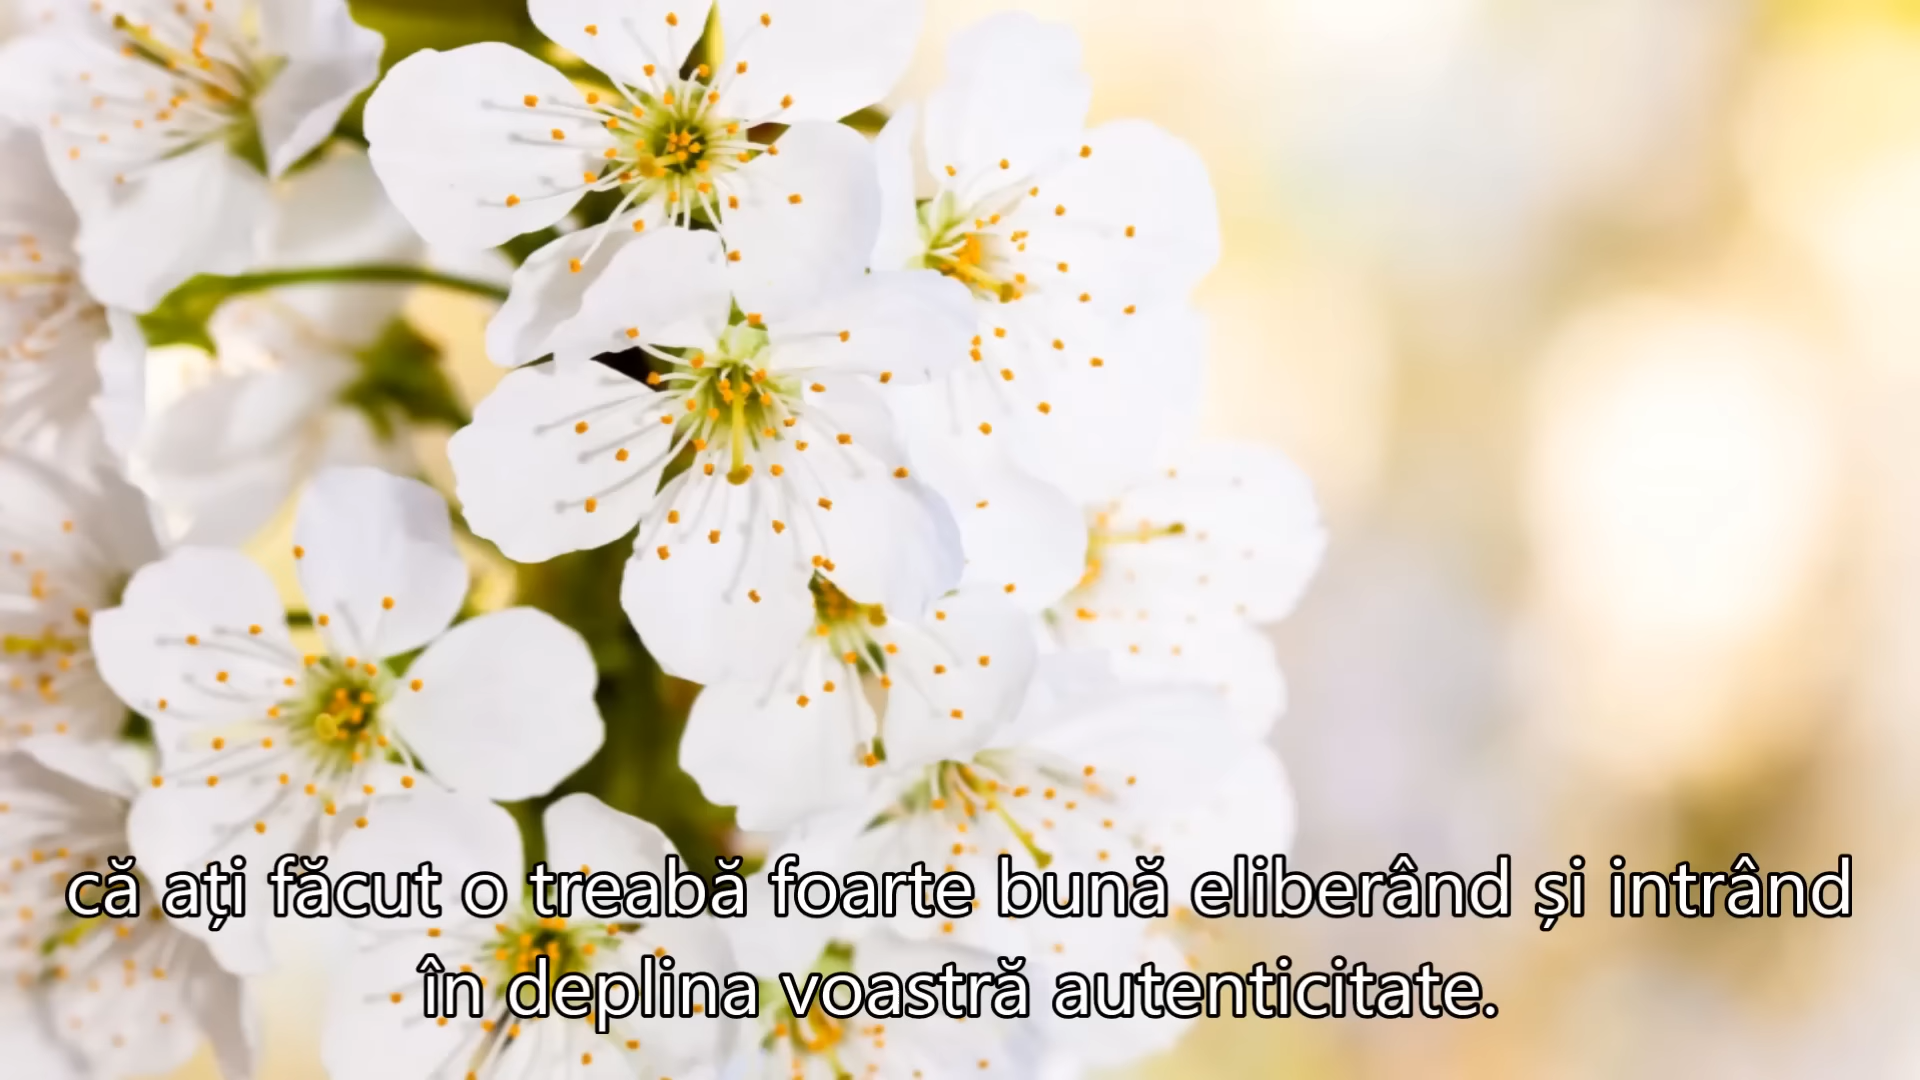 că ați făcut o treabă foarte bună eliberând și intrând
în deplina voastră autenticitate.